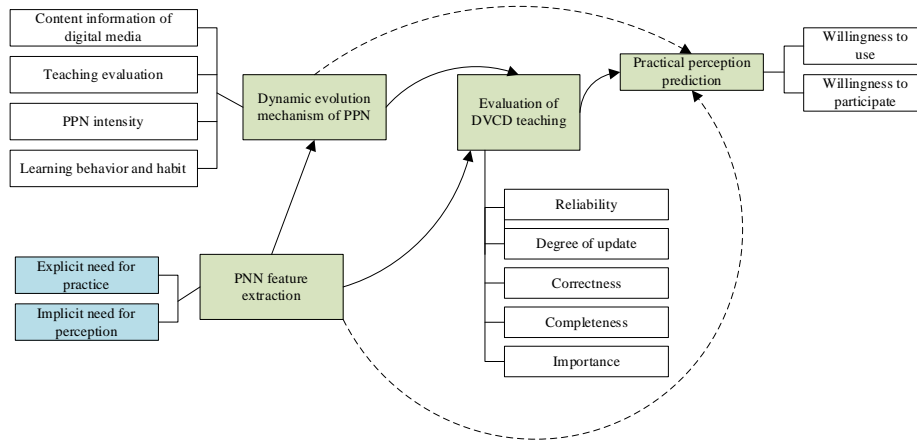 Content information of
digital media
Teaching evaluation
PPN intensity
Learning behavior and habit
Dynamic evolution
mechanism of PPN
Explicit need for
practice
Implicit need for
perception
PNN feature
extraction
Evaluation of
DVCD teaching
Reliability
Degree of update
Correctness
Completeness
Importance
Practical perception
prediction
Willingness to
use
Willingness to
participate